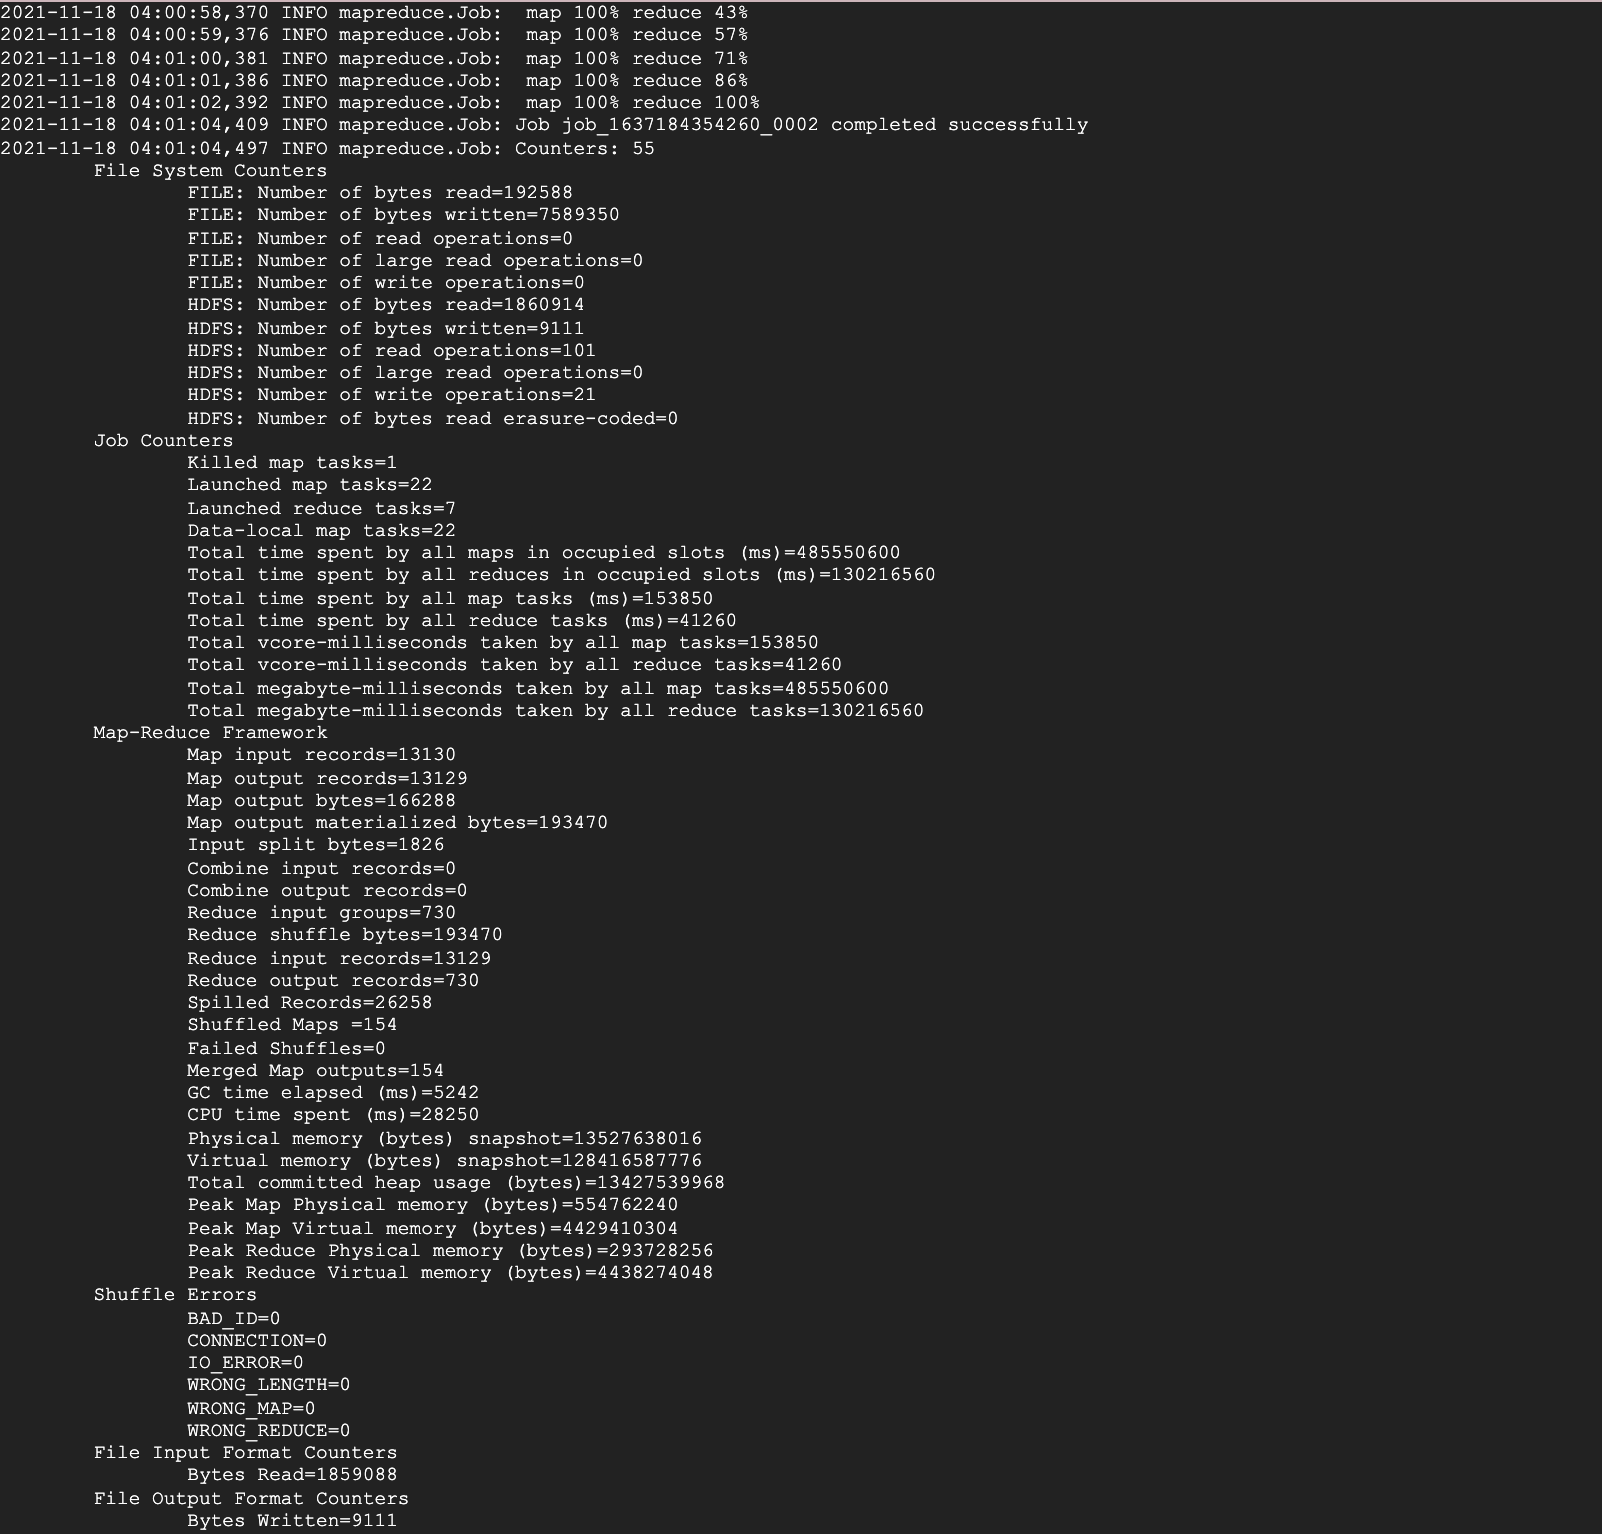 2021-11-18 04:00:58,370 INFO mapreduce.Job:  map 100% reduce 43%
2021-11-18 04:00:59,376 INFO mapreduce.Job:  map 100% reduce 57%
2021-11-18 04:01:00,381 INFO mapreduce.Job:  map 100% reduce 71%
2021-11-18 04:01:01,386 INFO mapreduce.Job:  map 100% reduce 86%
2021-11-18 04:01:02,392 INFO mapreduce.Job:  map 100% reduce 100%
2021-11-18 04:01:04,409 INFO mapreduce.Job: Job job_1637184354260_0002 completed successfully
2021-11-18 04:01:04,497 INFO mapreduce.Job: Counters: 55
File System Counters
FILE: Number of bytes read=192588
FILE: Number of bytes written=7589350
FILE: Number of read operations=0
FILE: Number of large read operations=0
FILE: Number of write operations=0
HDFS: Number of bytes read=1860914
HDFS: Number of bytes written=9111
HDFS: Number of read operations=101
HDFS: Number of large read operations=0
HDFS: Number of write operations=21
HDFS: Number of bytes read erasure-coded=0
Job Counters
Killed map tasks=1
Launched map tasks=22
Launched reduce tasks=7
Data-local map tasks=22
Total time spent by all maps in occupied slots (ms)=485550600
Total time spent by all reduces in occupied slots (ms)=130216560
Total time spent by all map tasks (ms)=153850
Total time spent by all reduce tasks (ms)=41260
Total vcore-milliseconds taken by all map tasks=153850
Total vcore-milliseconds taken by all reduce tasks=41260
Total megabyte-milliseconds taken by all map tasks=485550600
Total megabyte-milliseconds taken by all reduce tasks=130216560
Map-Reduce Framework
Map input records=13130
Map output records=13129
Map output bytes=166288
Map output materialized bytes=193470
Input split bytes=1826
Combine input records=0
Combine output records=0
Reduce input groups=730
Reduce shuffle bytes=193470
Reduce input records=13129
Reduce output records=730
Spilled Records=26258
Shuffled Maps =154
Failed Shuffles=0
Merged Map outputs=154
GC time elapsed (ms)=5242
CPU time spent (ms)=28250
Physical memory (bytes) snapshot=13527638016
Virtual memory (bytes) snapshot=128416587776
Total committed heap usage (bytes)=13427539968
Peak Map Physical memory (bytes)=554762240
Peak Map Virtual memory (bytes)=4429410304
Peak Reduce Physical memory (bytes)=293728256
Peak Reduce Virtual memory (bytes)=4438274048
Shuffle Errors
BAD_ID=0
CONNECTION=0
IO_ERROR=0
WRONG_LENGTH=0
WRONG_MAP=0
WRONG_REDUCE=0
File Input Format Counters
Bytes Read=1859088
File Output Format Counters
Bytes Written=9111